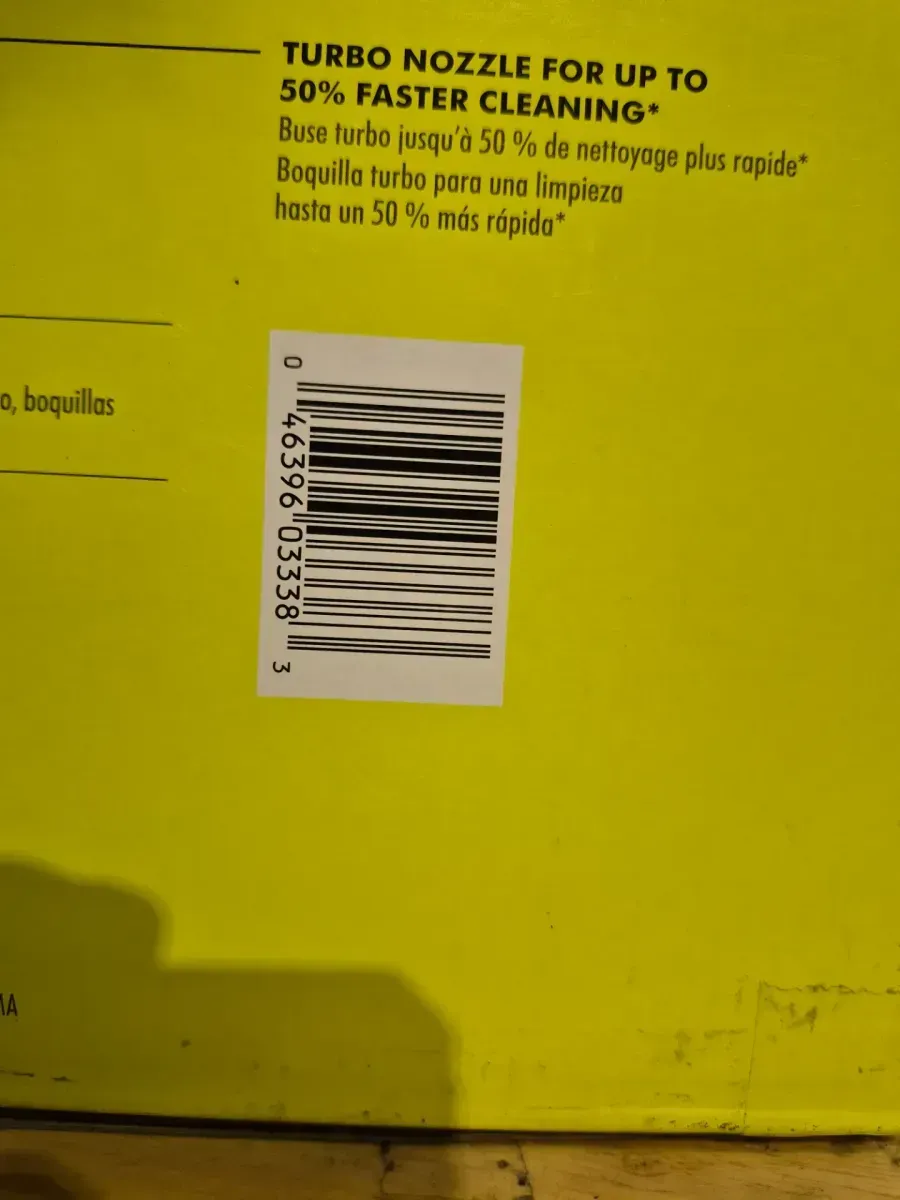 TURBO NOZZLE FOR UP TO
50% FASTER CLEANING*
Buse turbo jusqu'à 50 % de nettoyage plus rapide*
Boquilla turbo para una limpieza
hasta un 50 % más rápida*
o, boquillas
0 46396 03338 3